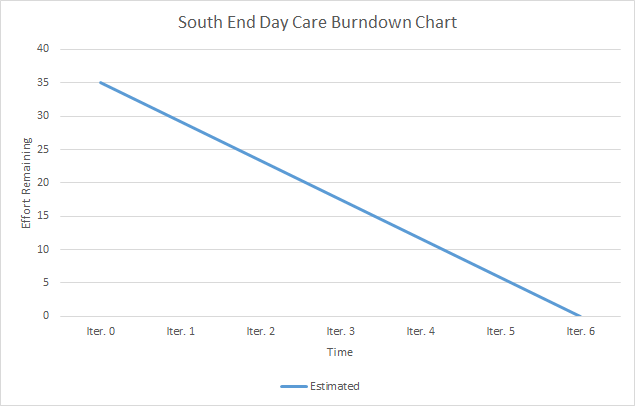 South End Day Care Burndown Chart
40
35
30
25
20
15
10
5
0
Effort Remaining
Iter. 0 Iter. 1 Iter. 2 Iter. 3 Iter. 4 Iter. 5 Iter. 6
Time
Estimated